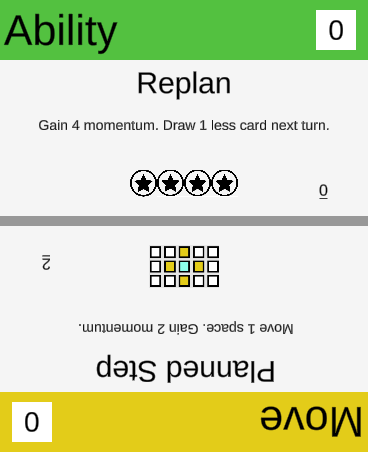 Ability 0
Replan
Gain 4 momentum. Draw 1 less card next turn.
0
Move 0
Planned Step
Move 1 space. Gain 2 momentum.
2